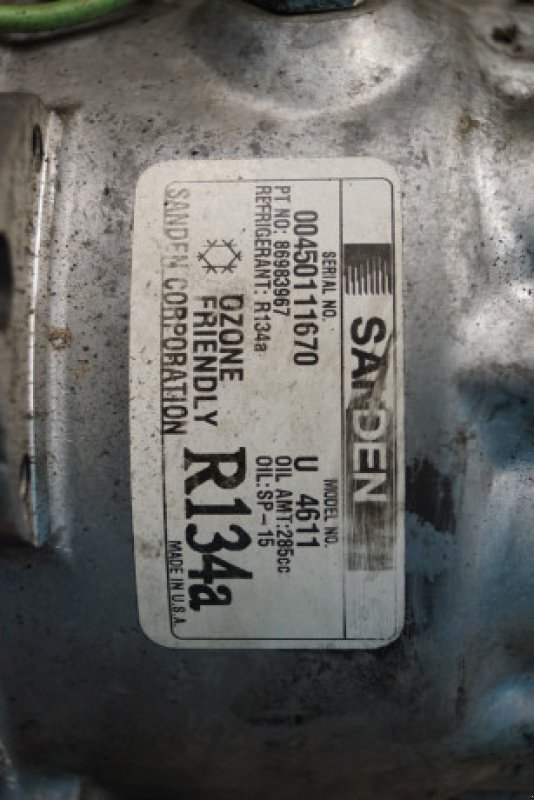 SANDEN
SERIAL NO. MODEL NO.
00450111670 U 4611
PT NO: 86983967 OIL AMT:285cc
REFRIGERANT: R134a OIL:SP-15
OZONE
FRIENDLY
R134a
SANDEN CORPORATION MADE IN U.S.A.